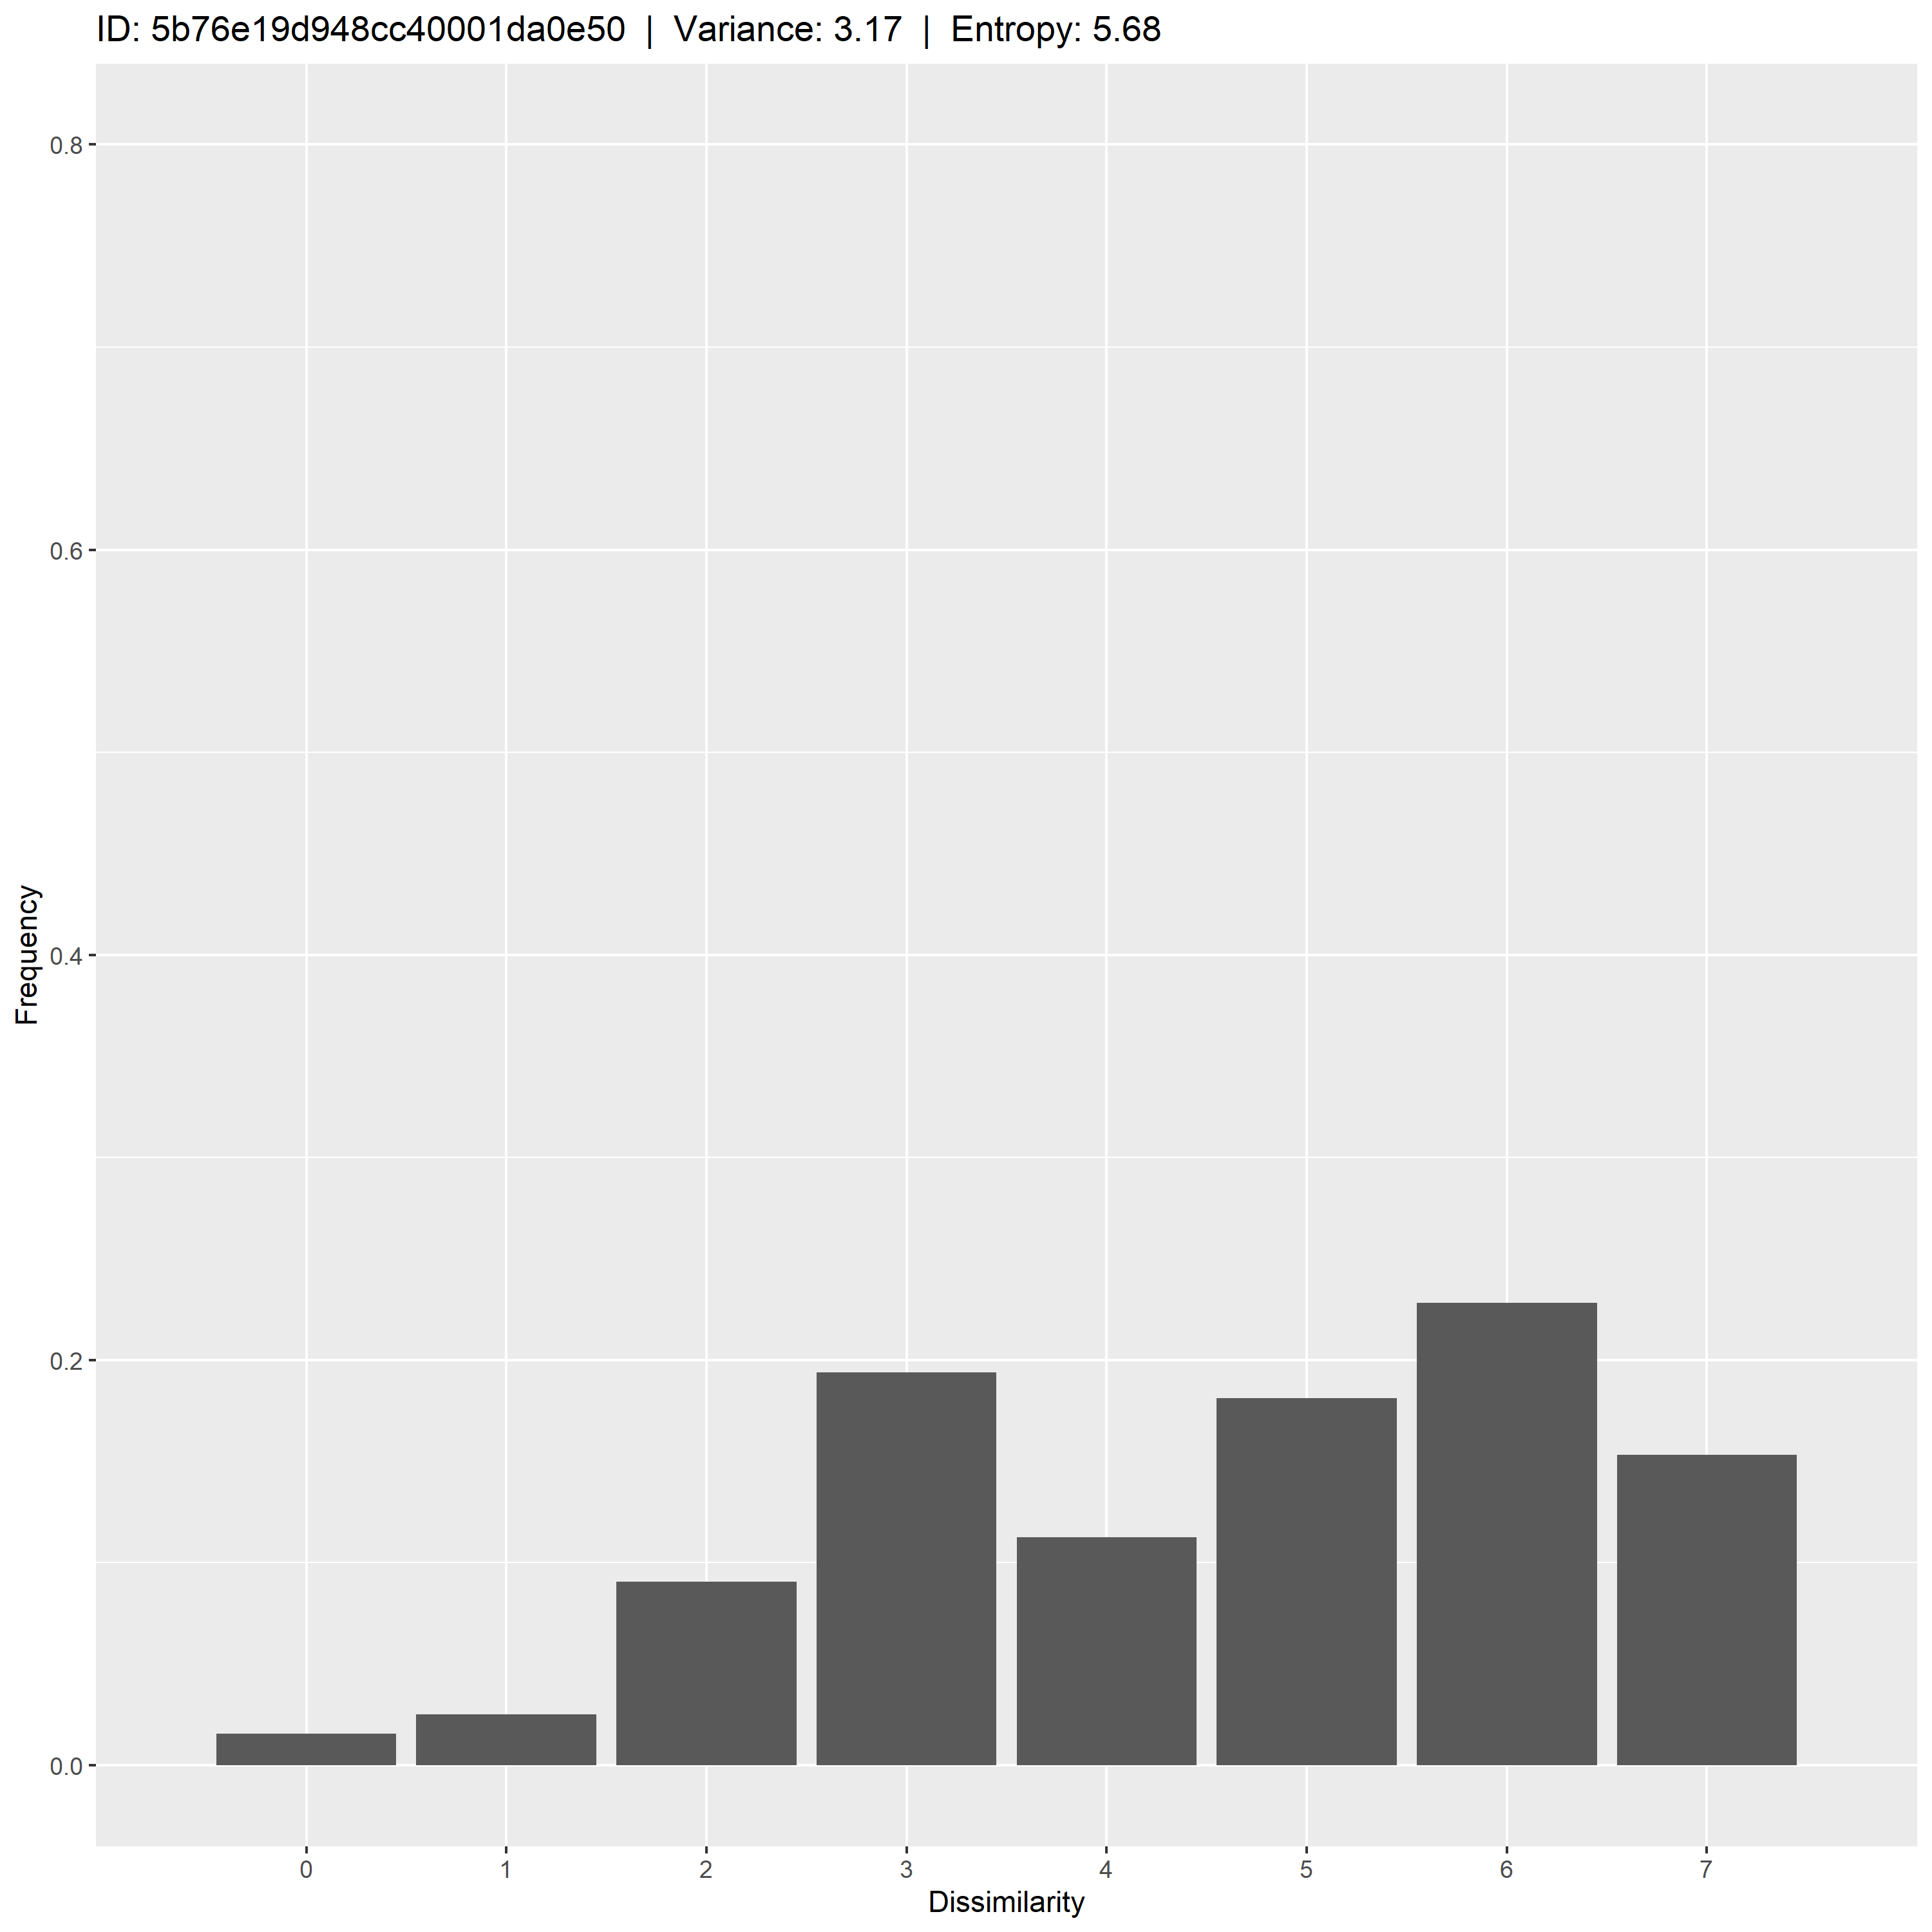 ID: 5b76e19d948cc40001da0e50 | Variance: 3.17 | Entropy: 5.68
Frequency
0.8
0.6
0.4
0.2
0.0
0 1 2 3 4 5 6 7
Dissimilarity